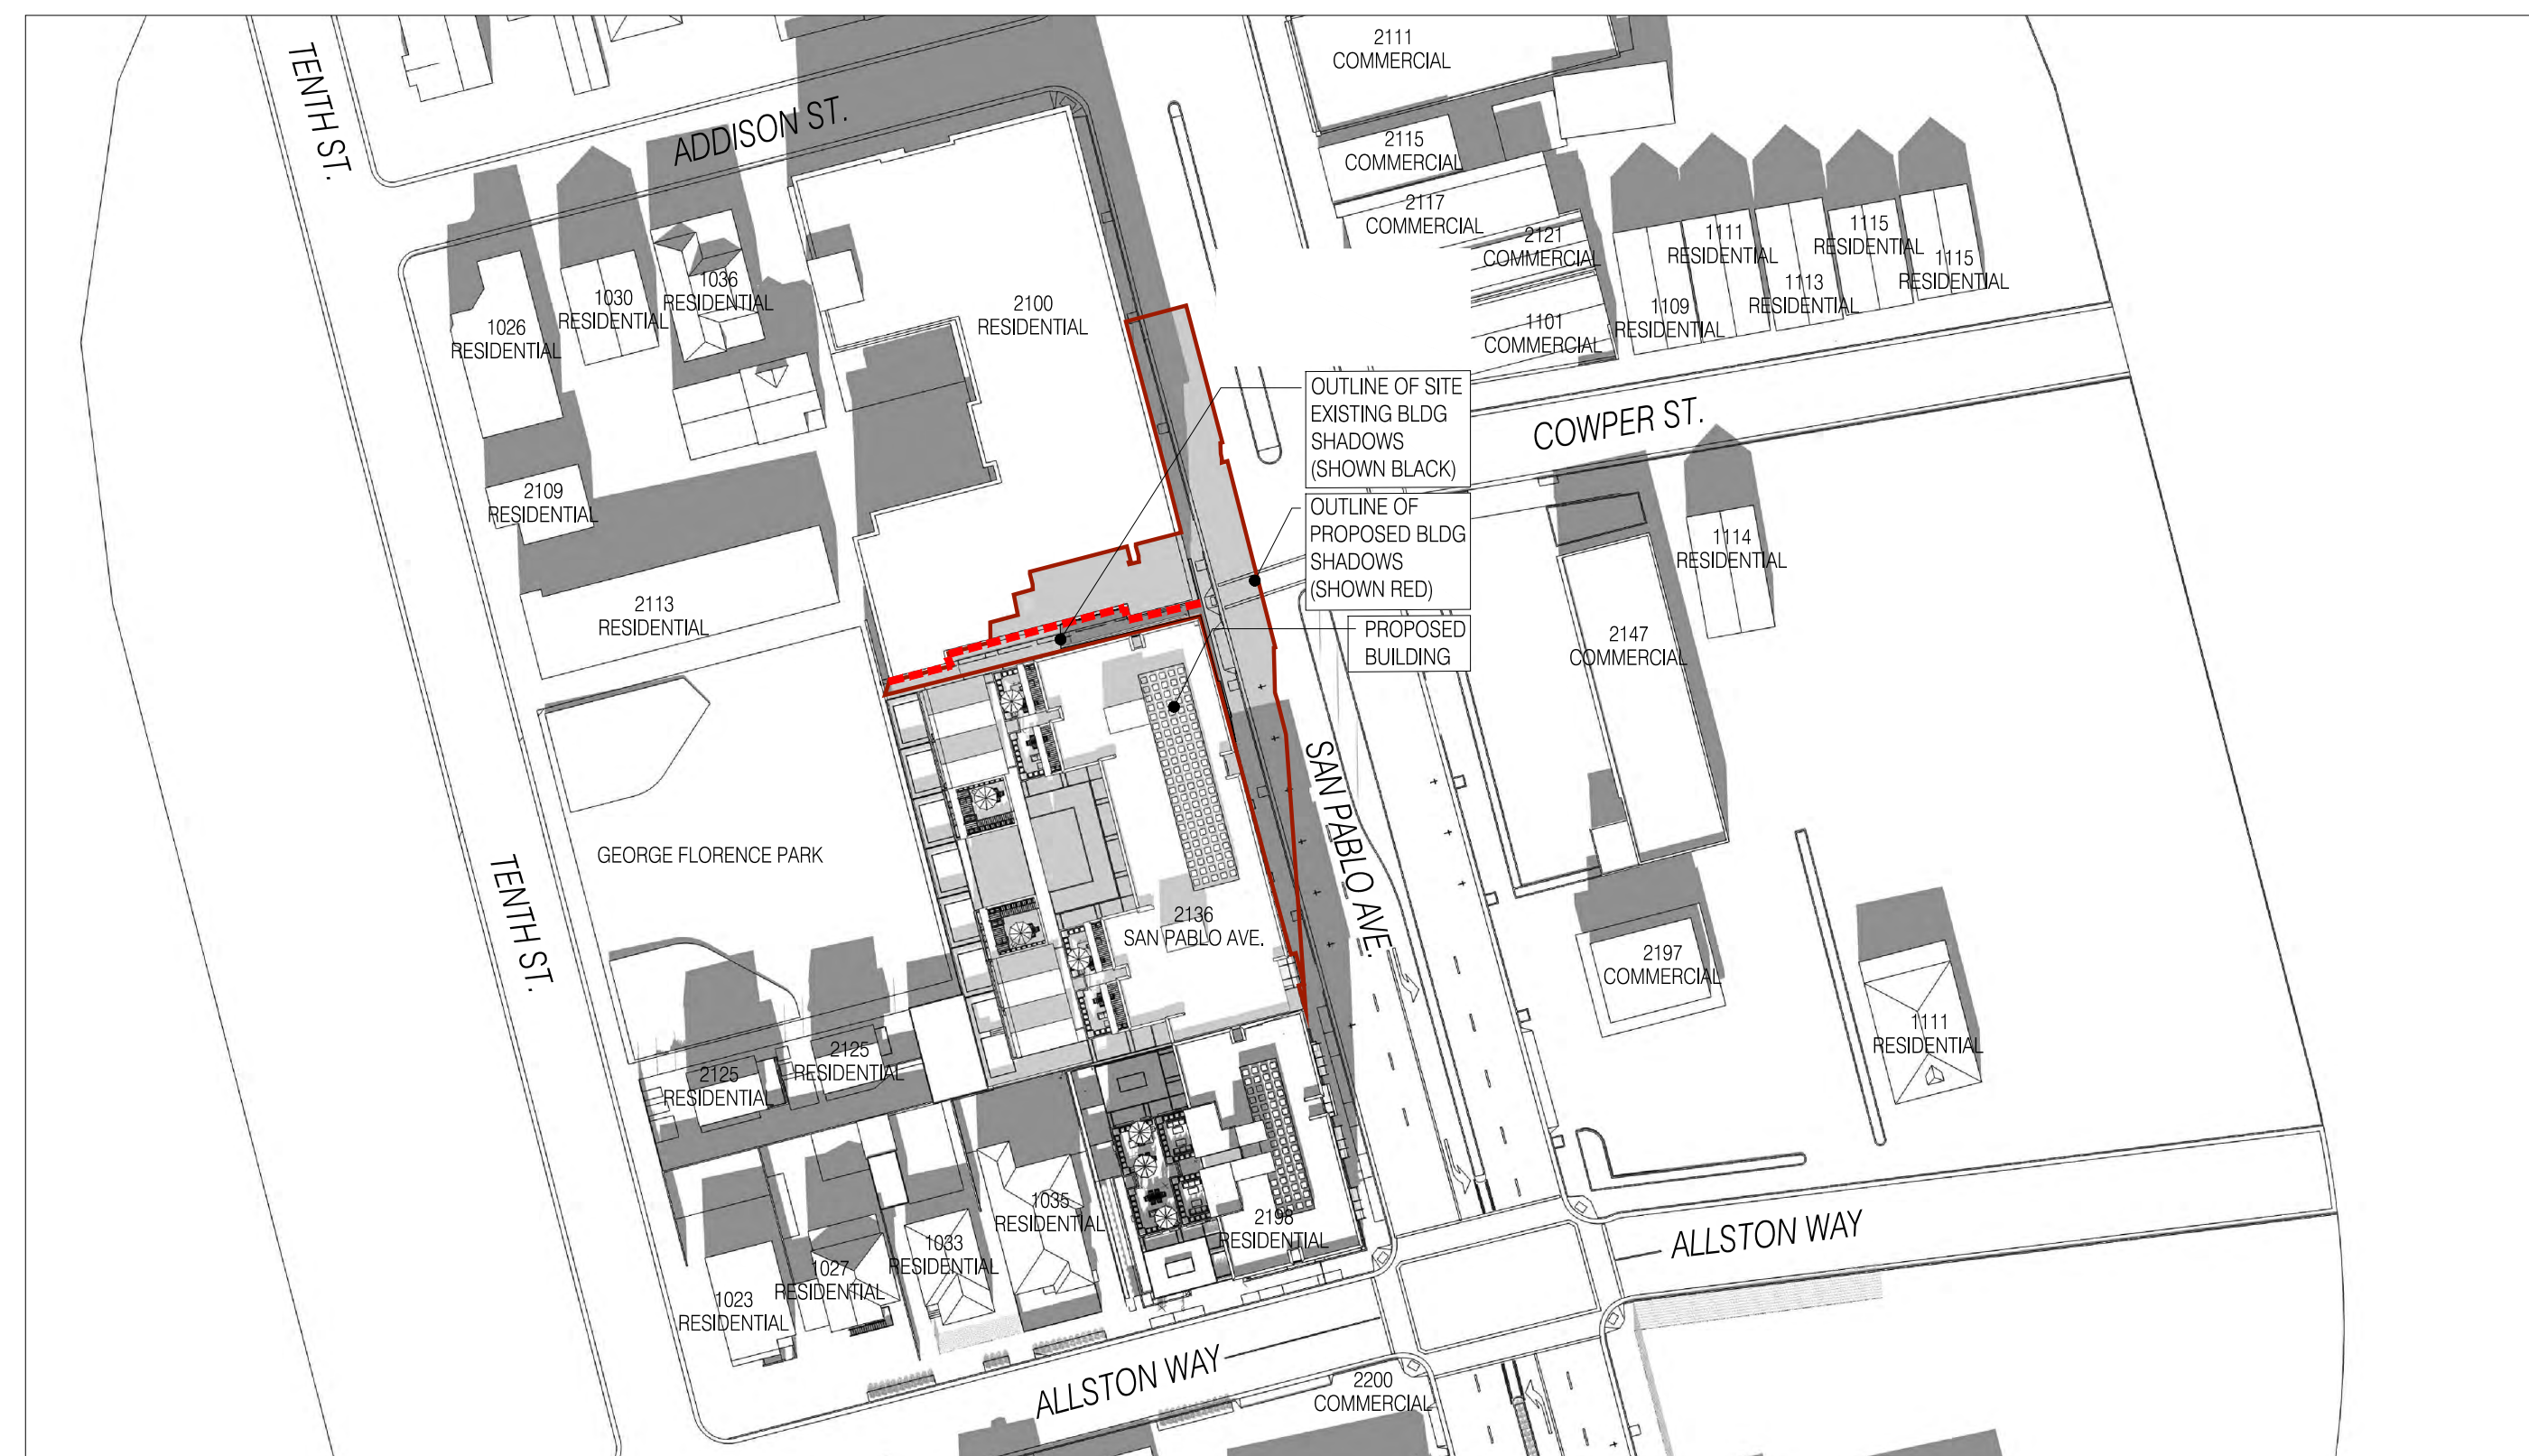 2111
COMMERCIAL
TENTH ST.
ADDISON ST.
2115
COMMERCIAL
2117
COMMERCIAL
2121
COMMERCIAL
1111
RESIDENTIAL
1115
RESIDENTIAL
1115
RESIDENTIAL
1113
RESIDENTIAL
1109
RESIDENTIAL
1101
COMMERCIAL
1036
RESIDENTIAL
1030
RESIDENTIAL
1026
RESIDENTIAL
2100
RESIDENTIAL
OUTLINE OF SITE
EXISTING BLDG
SHADOWS
(SHOWN BLACK)
COWPER ST.
2109
RESIDENTIAL
OUTLINE OF
PROPOSED BLDG
SHADOWS
(SHOWN RED)
1114
RESIDENTIAL
2113
RESIDENTIAL
PROPOSED
BUILDING
2147
COMMERCIAL
SAN PABLO AVE.
GEORGE FLORENCE PARK
TENTH ST.
2136
SAN PABLO AVE.
2197
COMMERCIAL
1111
RESIDENTIAL
2125
RESIDENTIAL
2125
RESIDENTIAL
1035
RESIDENTIAL
2198
RESIDENTIAL
1033
RESIDENTIAL
1027
RESIDENTIAL
1023
RESIDENTIAL
ALLSTON WAY
ALLSTON WAY
2200
COMMERCIAL